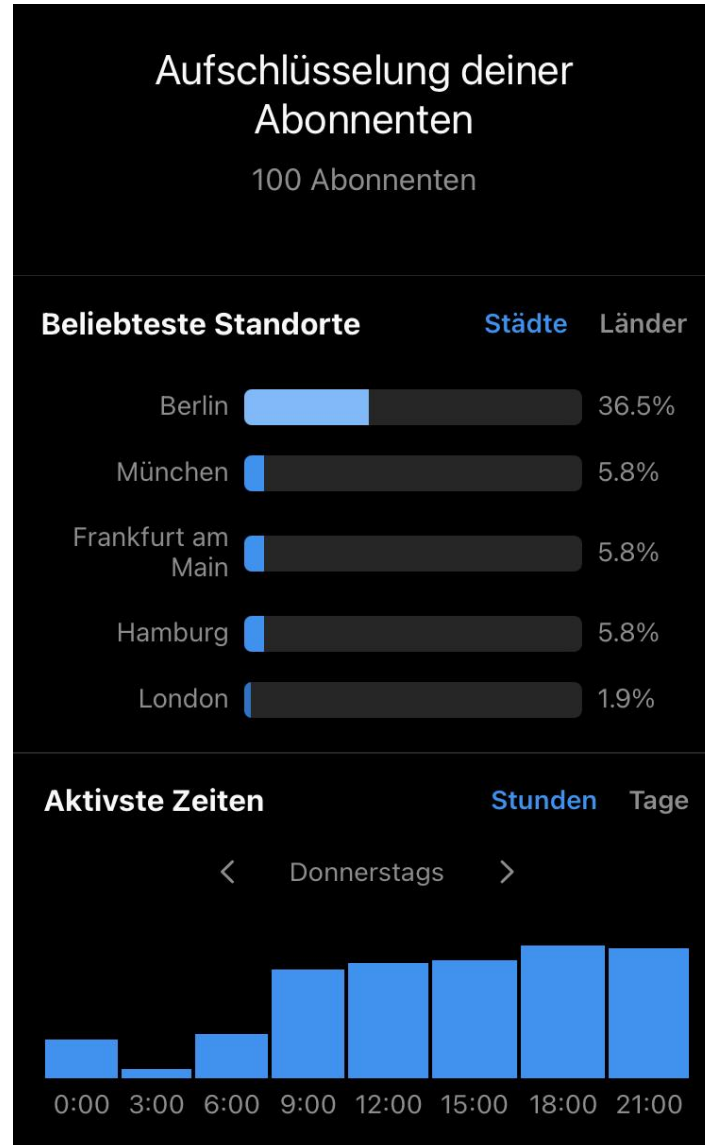 Aufschlüsselung deiner
Abonnenten
100 Abonnenten
Beliebteste Standorte Städte Länder
Berlin 36.5%
München 5.8%
Frankfurt am
Main 5.8%
Hamburg 5.8%
London 1.9%
Aktivste Zeiten Stunden Tage
< Donnerstags >
0:00 3:00 6:00 9:00 12:00 15:00 18:00 21:00